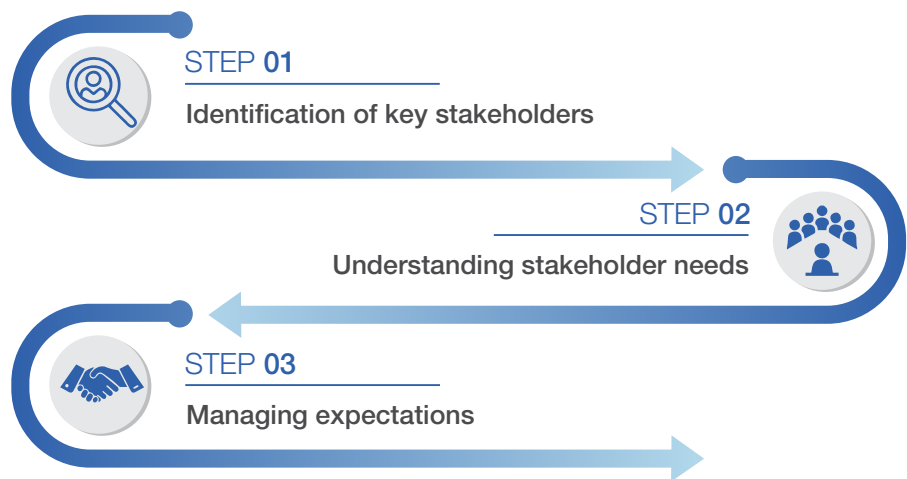 STEP 01
Identification of key stakeholders
STEP 02
Understanding stakeholder needs
STEP 03
Managing expectations